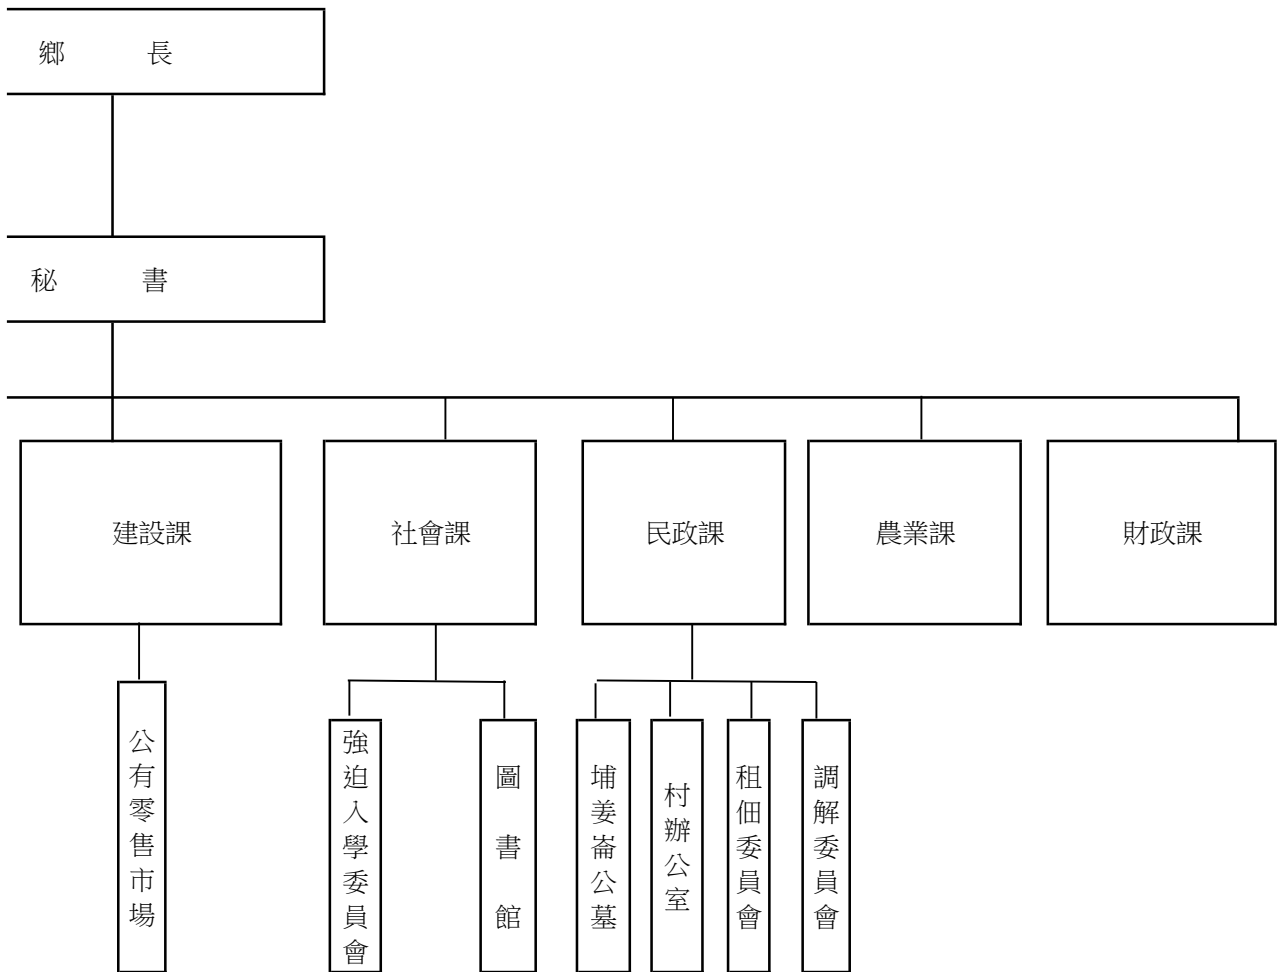 鄉長
秘書
建設課
社會課
民政課
農業課
財政課
公有零售市場
強迫入學委員會
圖書館
埔姜崙公墓
村辦公室
租佃委員會
調解委員會